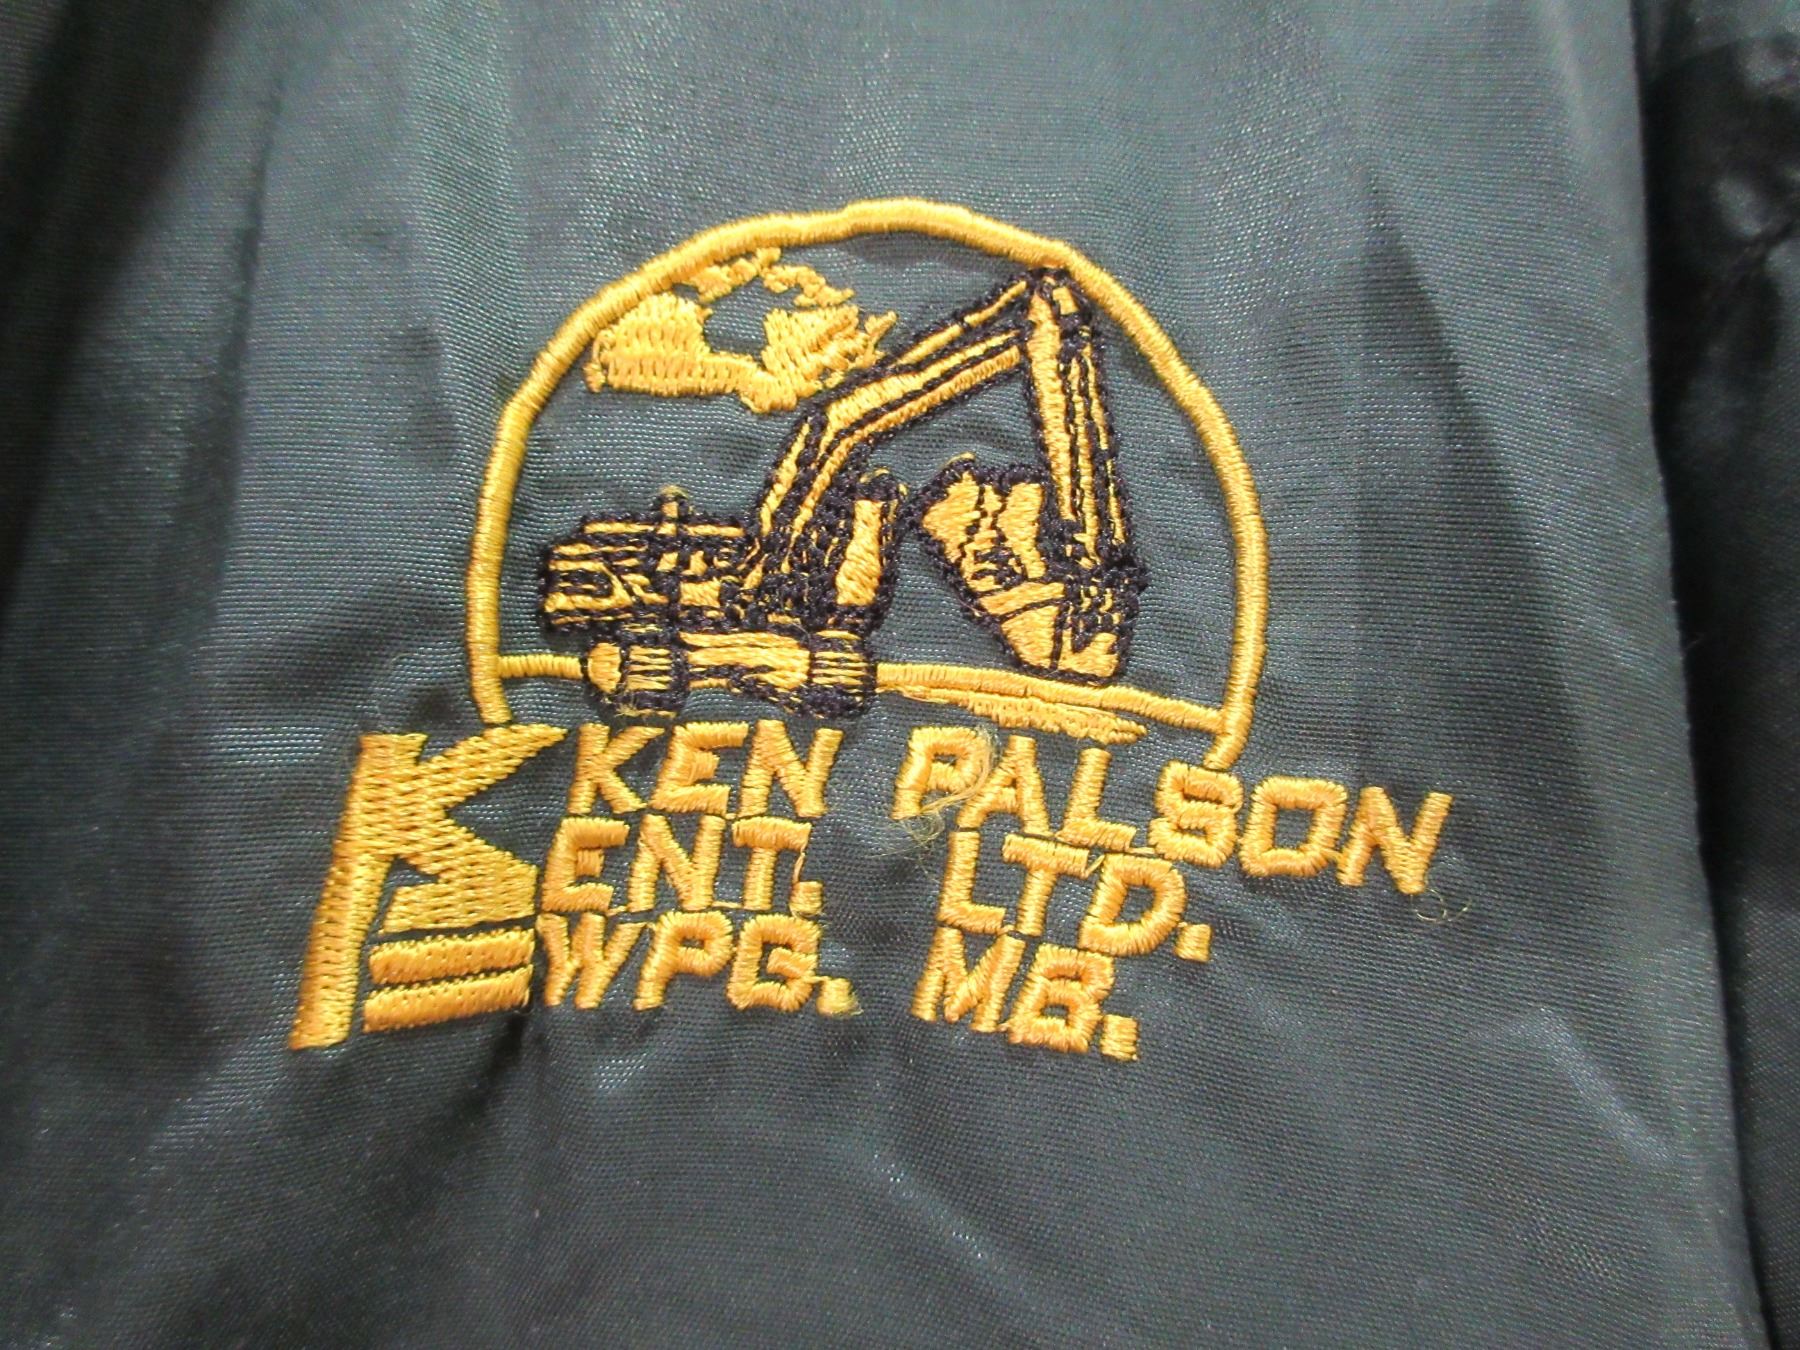 KEN PALSON
ENT. LTD.
WPG. MB.